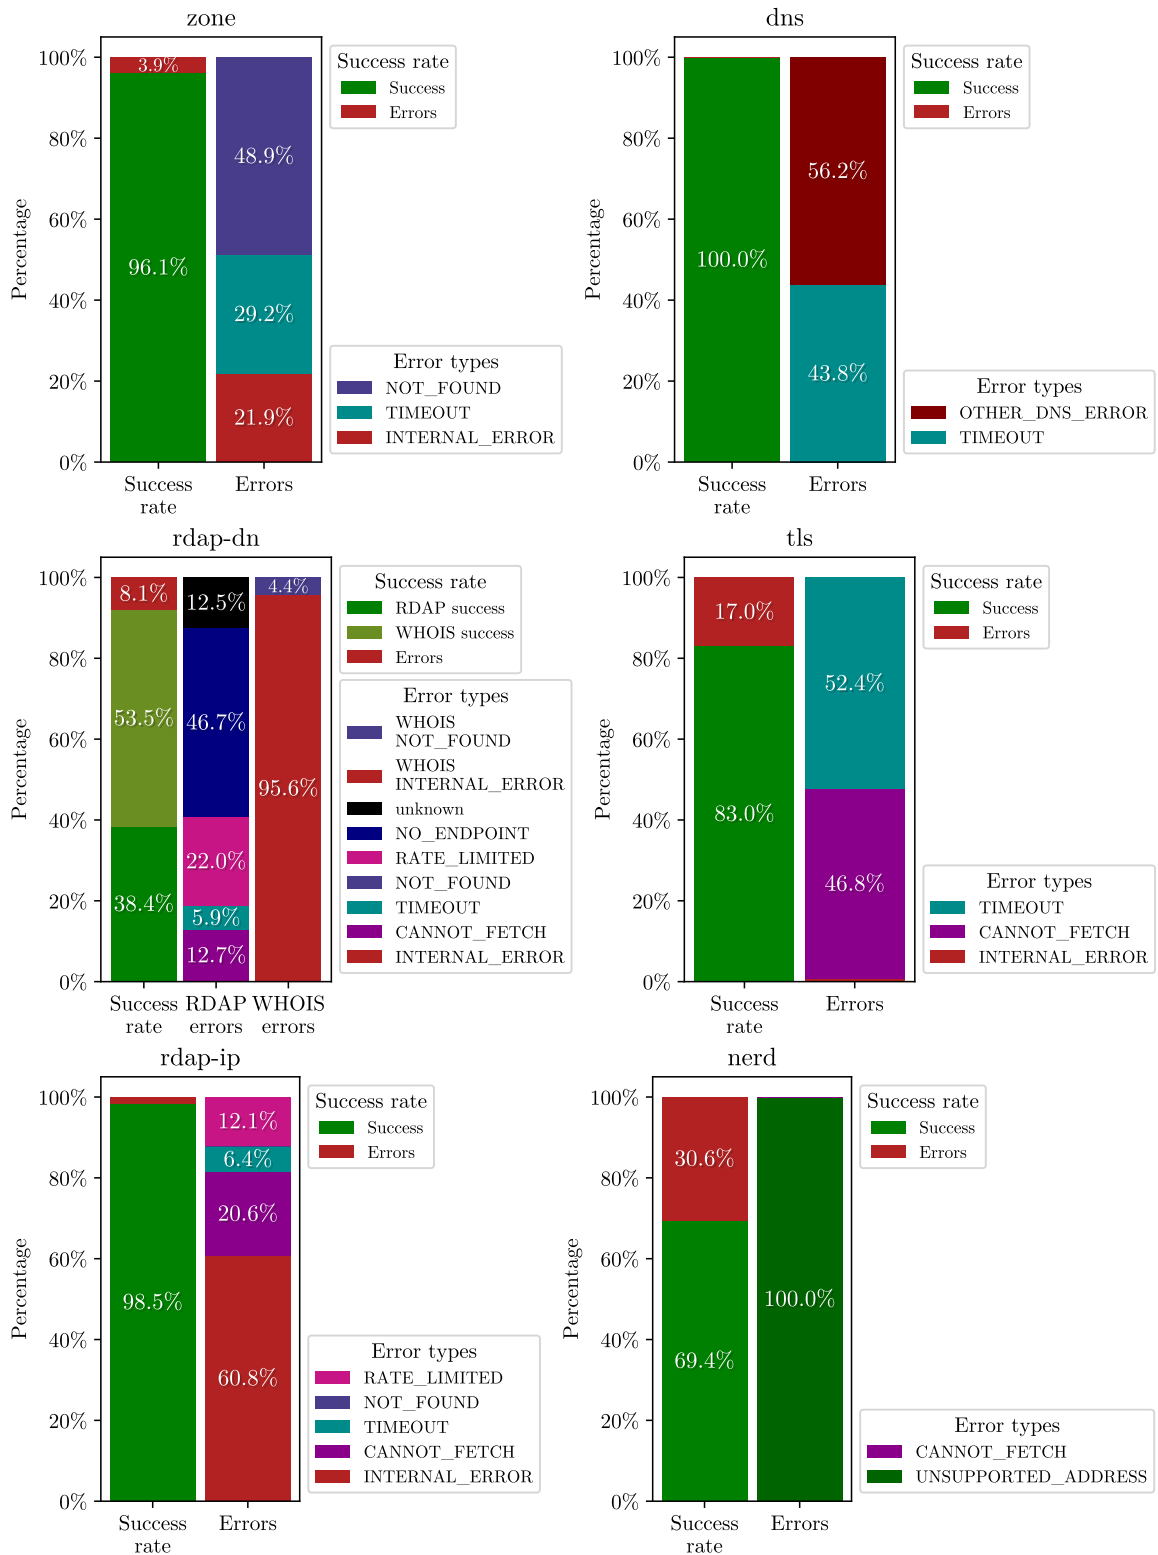 zone
100%
80%
60%
40%
20%
0%
Percentage
3.9%
96.1%
48.9%
29.2%
21.9%
Success
rate
Errors
Success rate
Success
Errors
Error types
NOT_FOUND
TIMEOUT
INTERNAL_ERROR
dns
100%
80%
60%
40%
20%
0%
Percentage
100.0%
56.2%
43.8%
Success
rate
Errors
Success rate
Success
Errors
Error types
OTHER_DNS_ERROR
TIMEOUT
rdap-dn
100%
80%
60%
40%
20%
0%
Percentage
8.1%
53.5%
38.4%
12.5%
46.7%
22.0%
5.9%
12.7%
4.4%
95.6%
Success
rate
RDAP
errors
WHOIS
errors
Success rate
RDAP success
WHOIS success
Errors
Error types
WHOIS
NOT_FOUND
WHOIS
INTERNAL_ERROR
unknown
NO_ENDPOINT
RATE_LIMITED
NOT_FOUND
TIMEOUT
CANNOT_FETCH
INTERNAL_ERROR
tls
100%
80%
60%
40%
20%
0%
Percentage
17.0%
83.0%
52.4%
46.8%
Success
rate
Errors
Success rate
Success
Errors
Error types
TIMEOUT
CANNOT_FETCH
INTERNAL_ERROR
rdap-ip
100%
80%
60%
40%
20%
0%
Percentage
98.5%
12.1%
6.4%
20.6%
60.8%
Success
rate
Errors
Success rate
Success
Errors
Error types
RATE_LIMITED
NOT_FOUND
TIMEOUT
CANNOT_FETCH
INTERNAL_ERROR
nerd
100%
80%
60%
40%
20%
0%
Percentage
30.6%
69.4%
100.0%
Success
rate
Errors
Success rate
Success
Errors
Error types
CANNOT_FETCH
UNSUPPORTED_ADDRESS